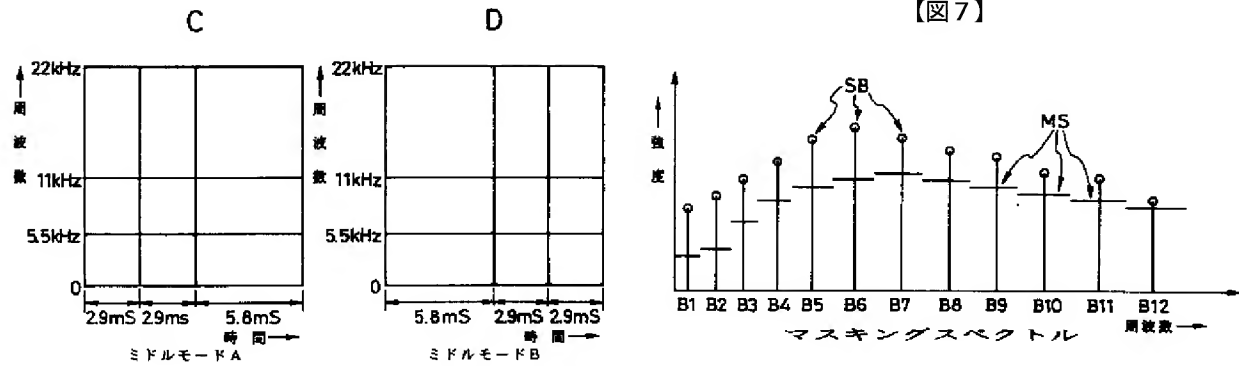 C
22kHz
周波数
11kHz
5.5kHz
0
2.9mS 2.9ms 5.8mS
時間
ミドルモードA
D
22kHz
周波数
11kHz
5.5kHz
0
5.8mS 2.9mS 2.9mS
時間
ミドルモードB
【図7】
SB
MS
強度
B1 B2 B3 B4 B5 B6 B7 B8 B9 B10 B11 B12
周波数
マスキングスペクトル